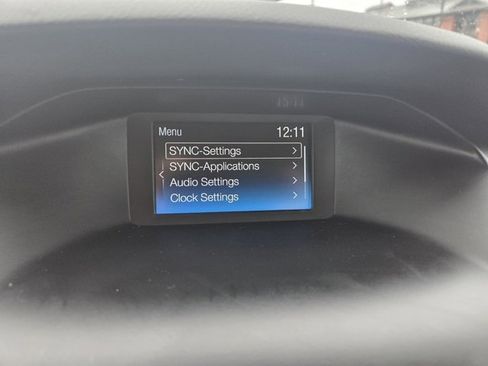 Menu 12:11
SYNC-Settings
SYNC-Applications
Audio Settings
Clock Settings